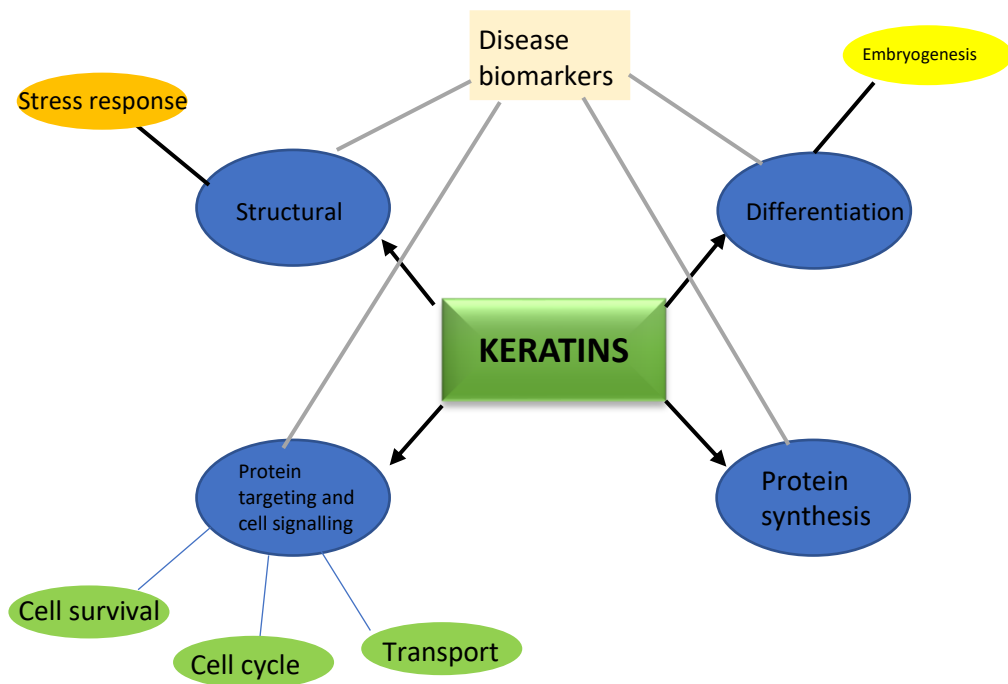 Disease
biomarkers
Embryogenesis
Stress response
Structural
Differentiation
KERATINS
Protein
targeting and
cell signalling
Protein
synthesis
Cell survival
Cell cycle
Transport